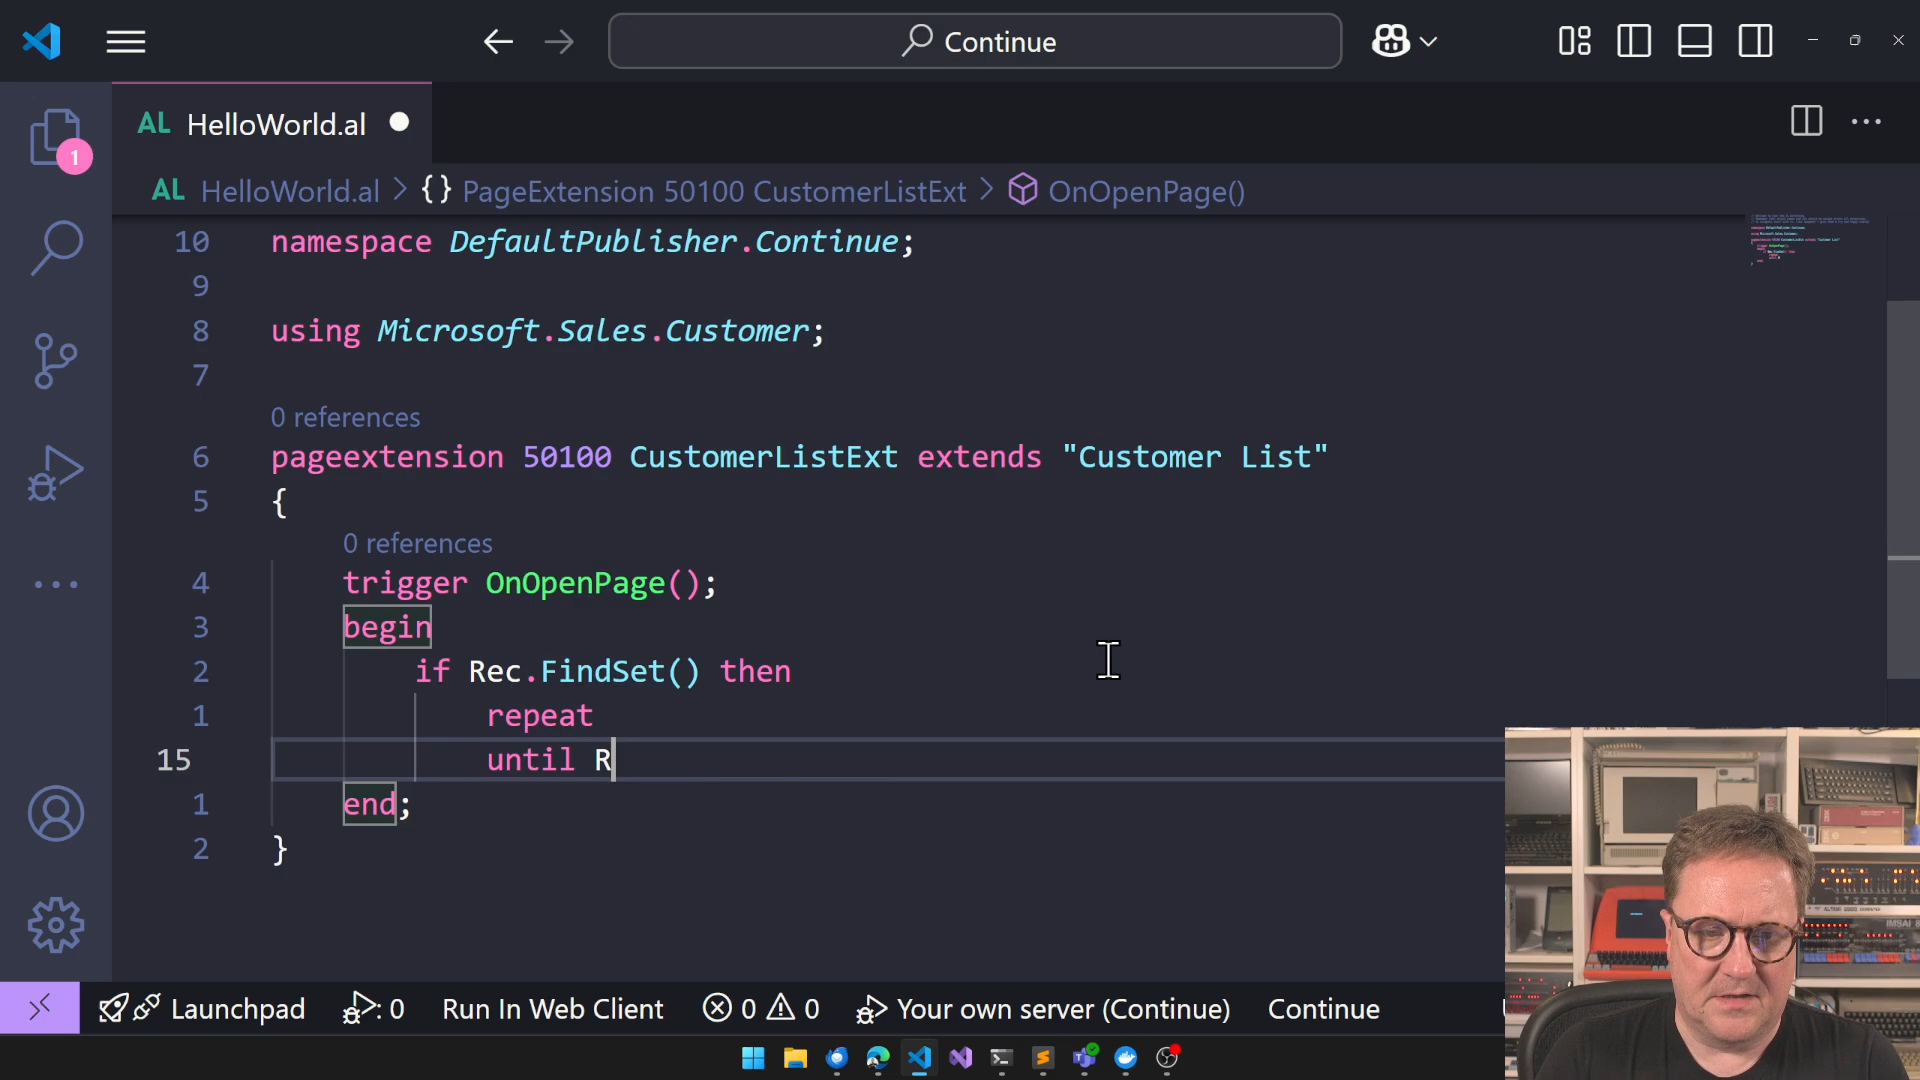 Continue
AL HelloWorld.al
1
AL HelloWorld.al > {} PageExtension 50100 CustomerListExt > OnOpenPage()
10 namespace DefaultPublisher.Continue;
9
8 using Microsoft.Sales.Customer;
7
0 references
6 pageextension 50100 CustomerListExt extends "Customer List"
5 {
0 references
4 trigger OnOpenPage();
3 begin
2 if Rec.FindSet() then
1 repeat
15 until R
1 end;
2 }
Launchpad : 0 Run In Web Client 0 0 Your own server (Continue) Continue